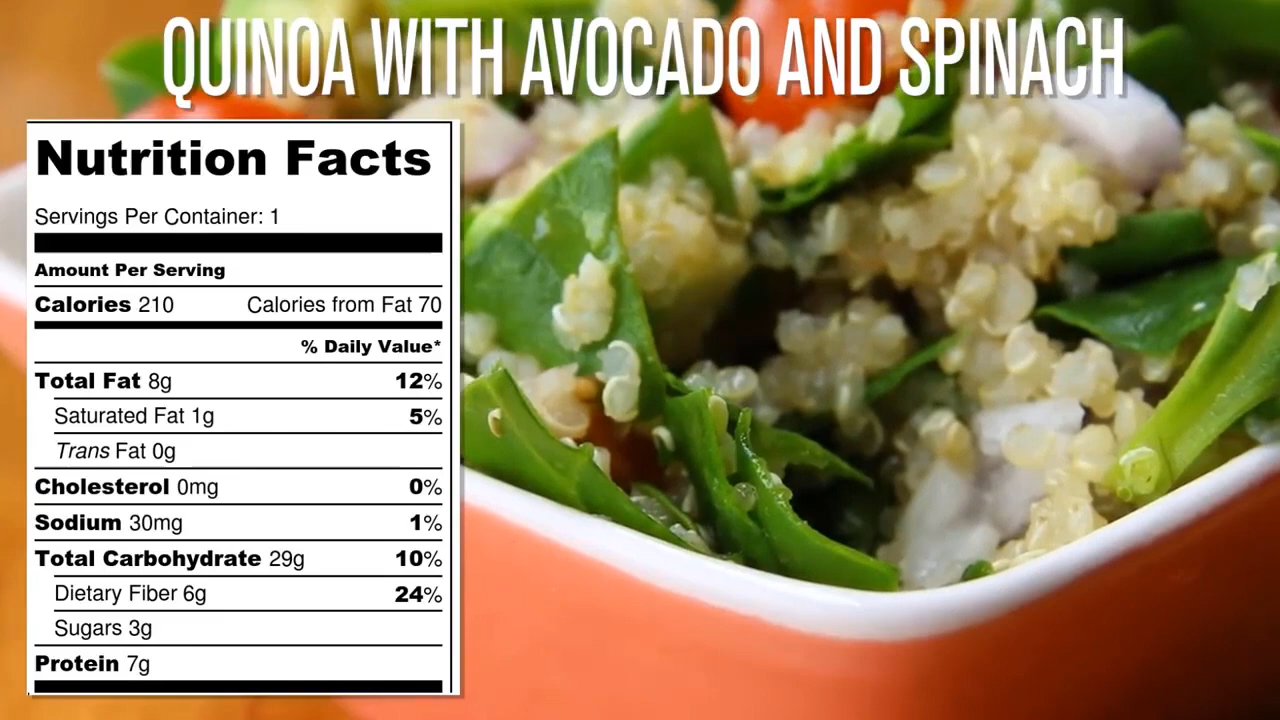 QUINOA WITH AVOCADO AND SPINACH
Nutrition Facts
Servings Per Container: 1
Amount Per Serving
Calories 210 Calories from Fat 70
% Daily Value*
Total Fat 8g 12%
Saturated Fat 1g 5%
Trans Fat 0g
Cholesterol 0mg 0%
Sodium 30mg 1%
Total Carbohydrate 29g 10%
Dietary Fiber 6g 24%
Sugars 3g
Protein 7g